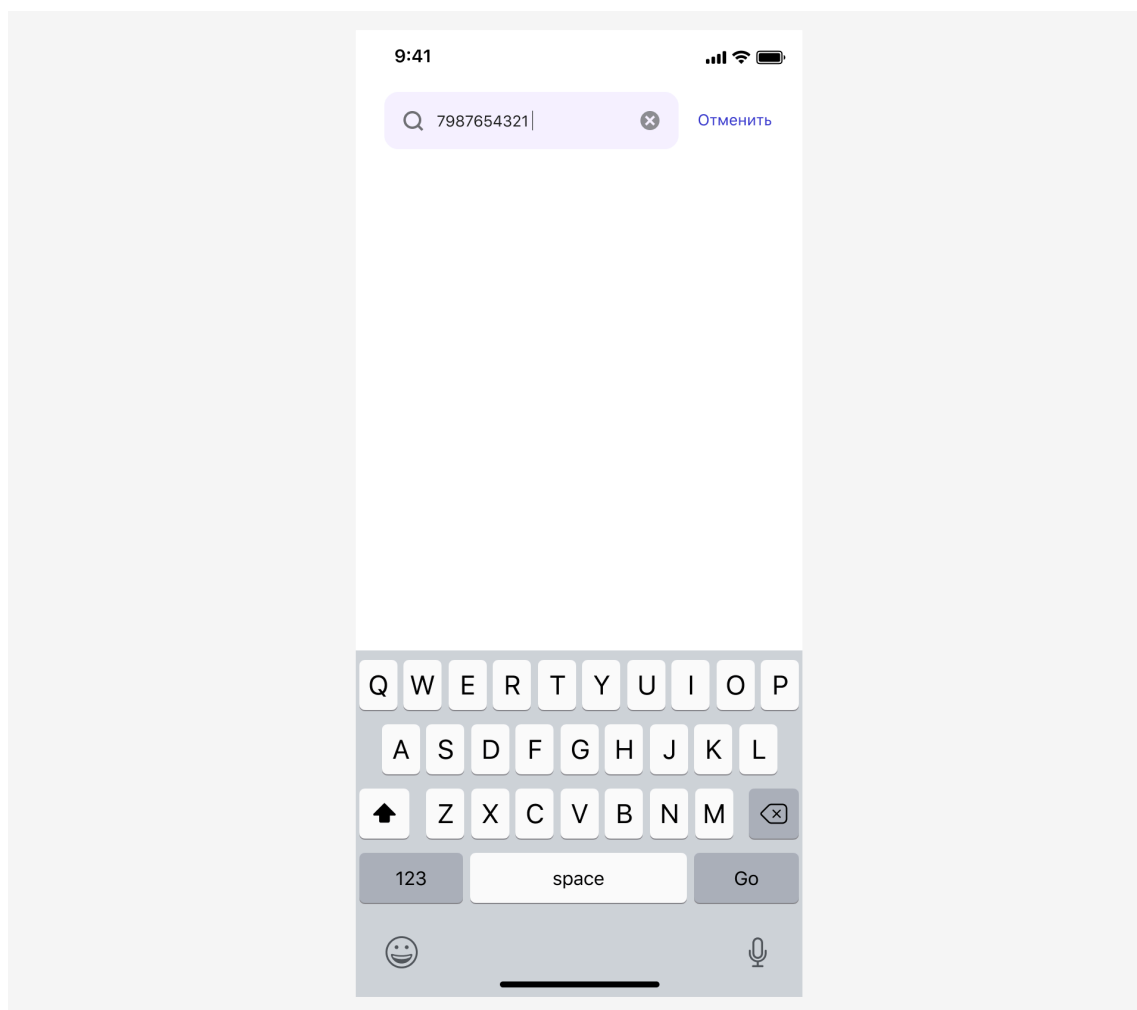 9:41
7987654321
Отменить
Q W E R T Y U I O P
A S D F G H J K L
Z X C V B N M
123 space Go